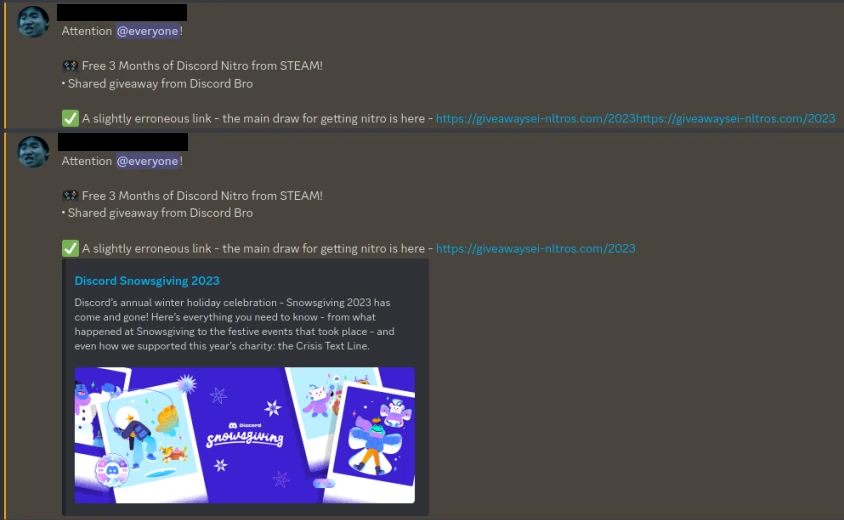 Attention @everyone!
Free 3 Months of Discord Nitro from STEAM!
• Shared giveaway from Discord Bro
✅ A slightly erroneous link - the main draw for getting nitro is here - https://giveawaysei-nltros.com/2023https://giveawaysei-nltros.com/2023
Attention @everyone!
Free 3 Months of Discord Nitro from STEAM!
• Shared giveaway from Discord Bro
✅ A slightly erroneous link - the main draw for getting nitro is here - https://giveawaysei-nltros.com/2023
Discord Snowsgiving 2023
Discord's annual winter holiday celebration - Snowsgiving 2023 has
come and gone! Here's everything you need to know - from what
happened at Snowsgiving to the festive events that took place - and
even how we supported this year's charity: the Crisis Text Line.
Discord
snowsgiving